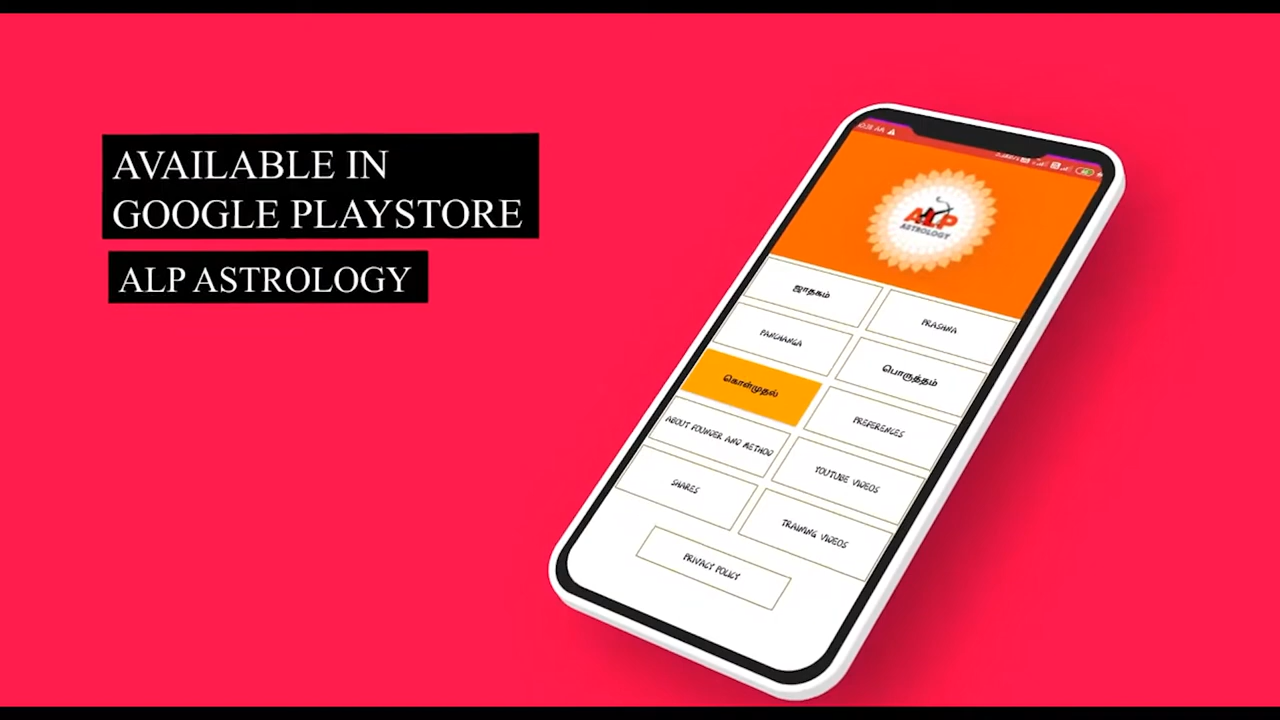 AVAILABLE IN
GOOGLE PLAYSTORE
ALP ASTROLOGY
ALP
ASTROLOGY
ஜாதகம்
PRASHNA
PANCHANGA
பொருத்தம்
கொள்முதல்
PREFERENCES
ABOUT FOUNDER AND METHOD
YOUTUBE VIDEOS
SHARES
TRAINING VIDEOS
PRIVACY POLICY